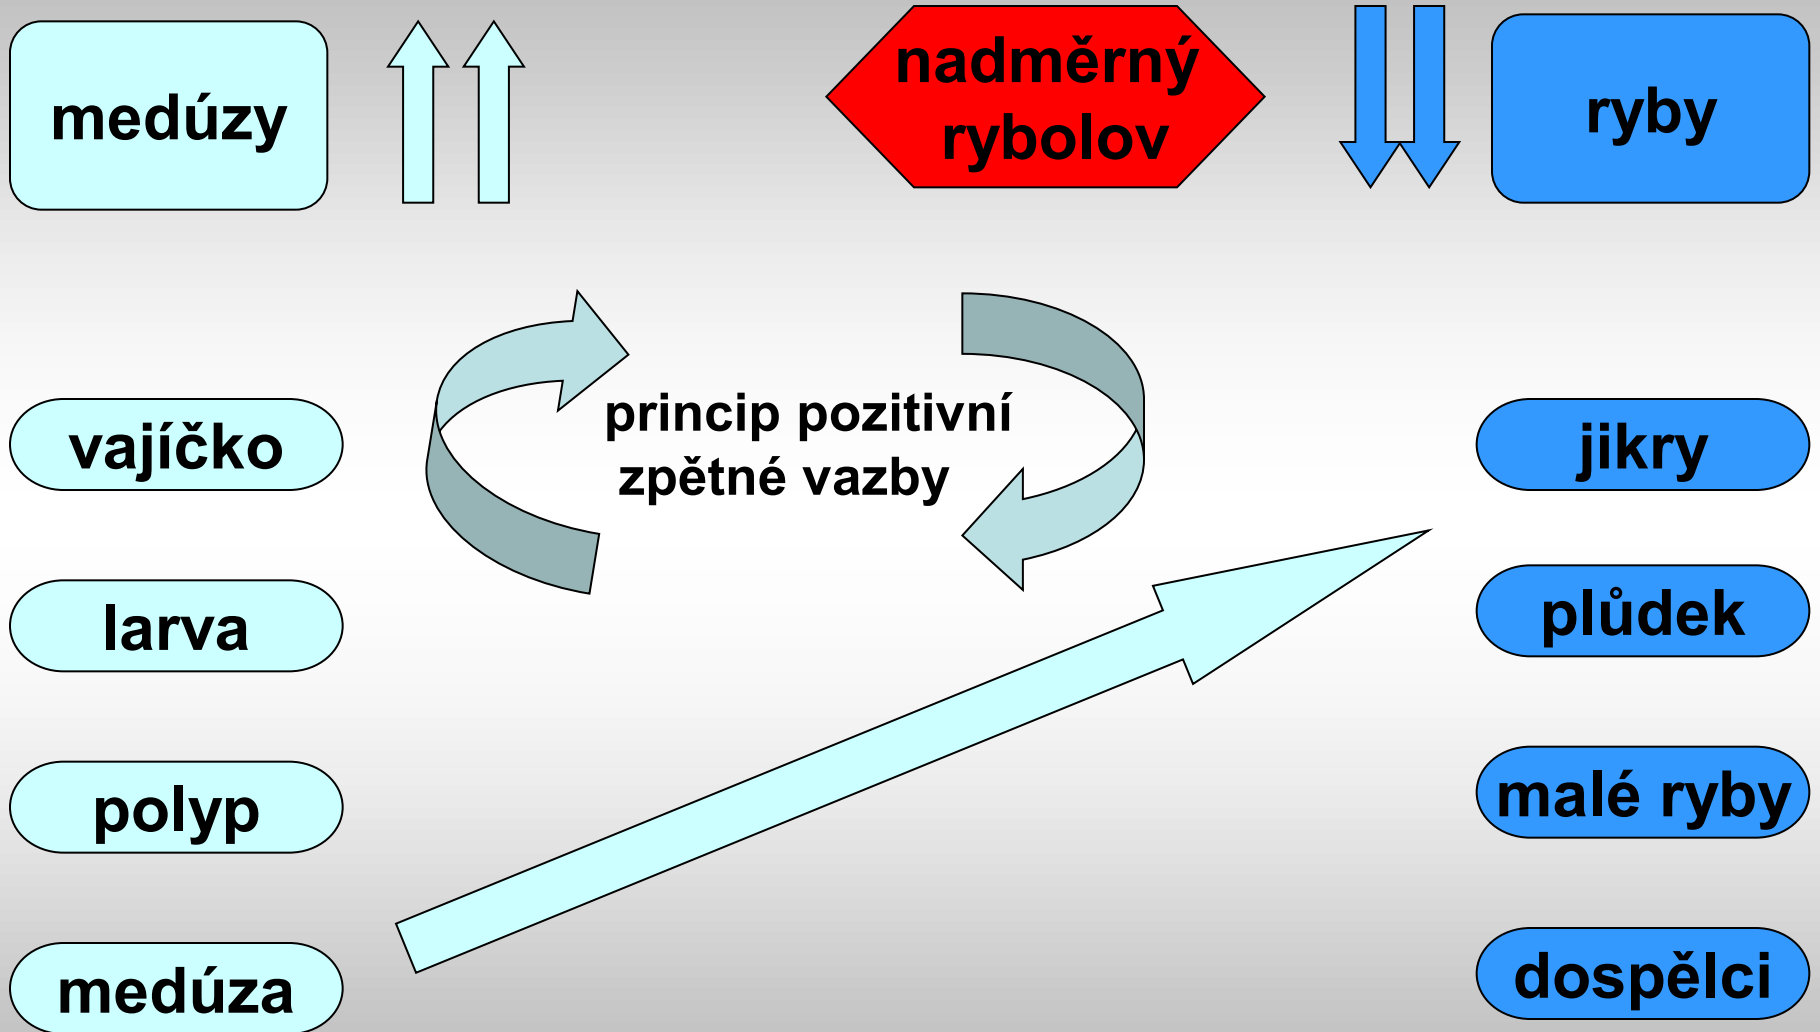 medúzy
nadměrný
rybolov
ryby
princip pozitivní
zpětné vazby
vajíčko
larva
polyp
medúza
jikry
plůdek
malé ryby
dospělci